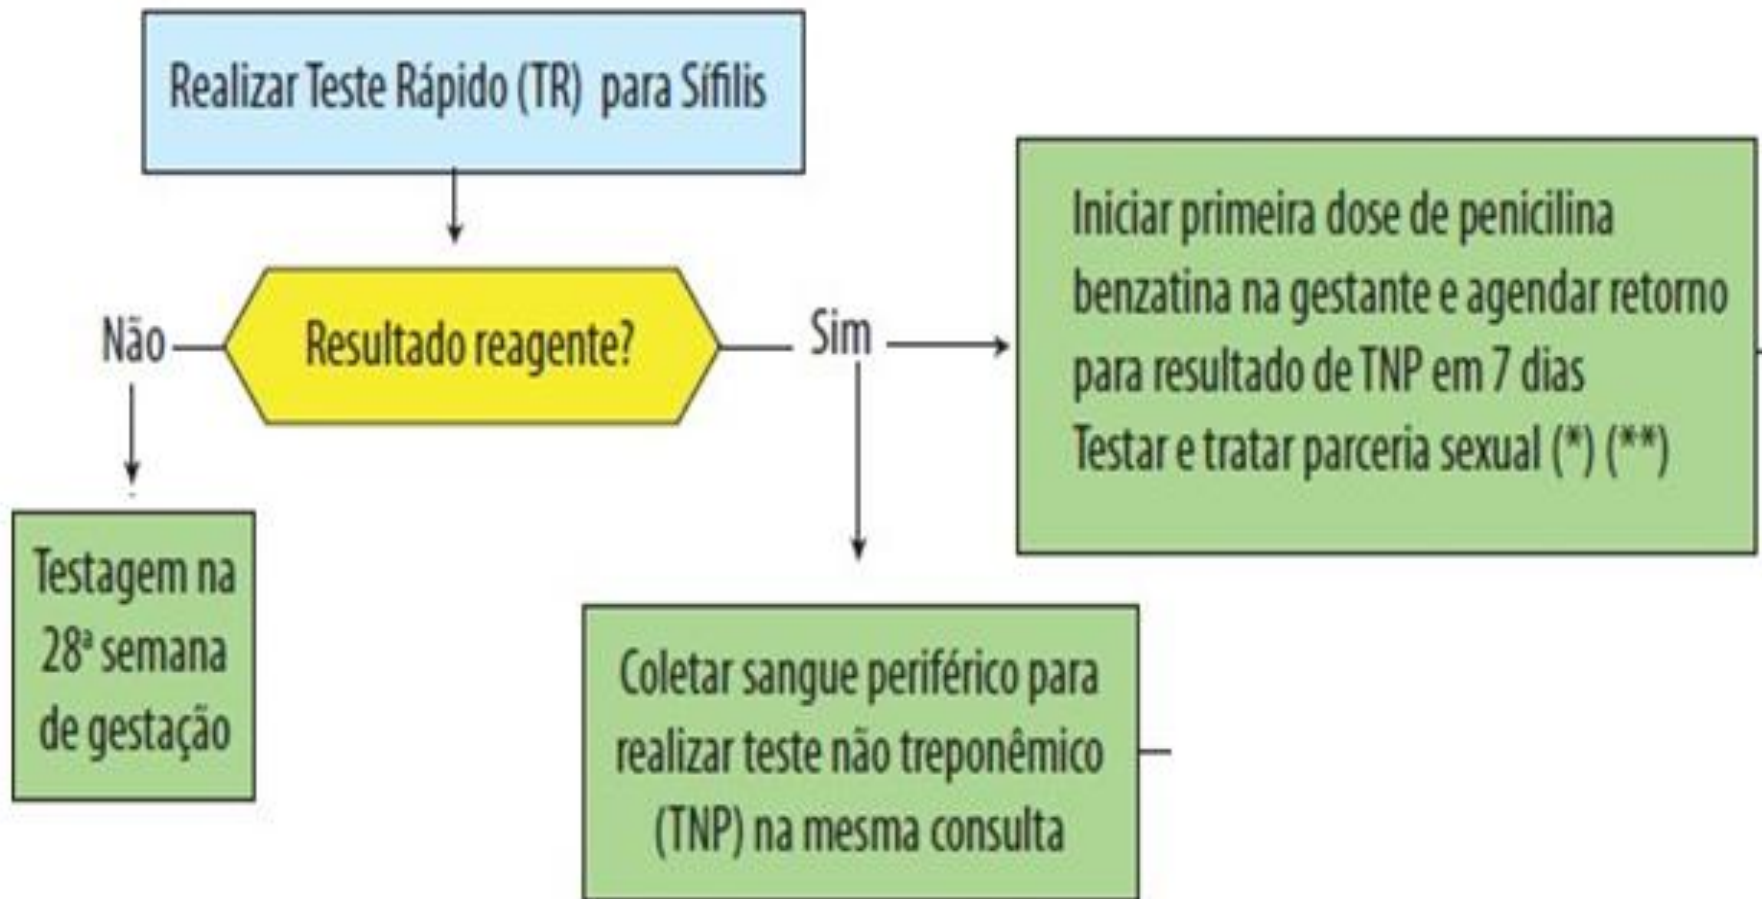 Realizar Teste Rápido (TR) para Sífilis
Não
Resultado reagente?
Sim
Iniciar primeira dose de penicilina
benzatina na gestante e agendar retorno
para resultado de TNP em 7 dias
Testar e tratar parceria sexual (*) (**)
Testagem na
28ª semana
de gestação
Coletar sangue periférico para
realizar teste não treponêmico
(TNP) na mesma consulta